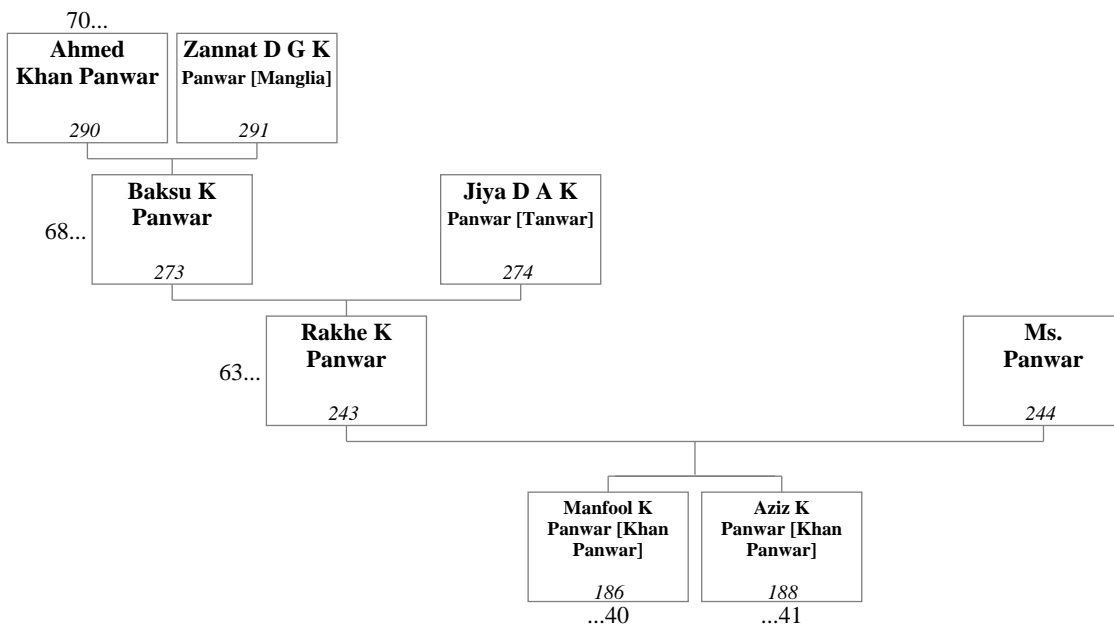 70...
Ahmed
Khan Panwar
290
Zannat D G K
Panwar [Manglia]
291
68...
Baksu K
Panwar
273
Jiya D A K
Panwar [Tanwar]
274
63...
Rakhe K
Panwar
243
Ms.
Panwar
244
Manfool K
Panwar [Khan
Panwar]
186
...40
Aziz K
Panwar [Khan
Panwar]
188
...41